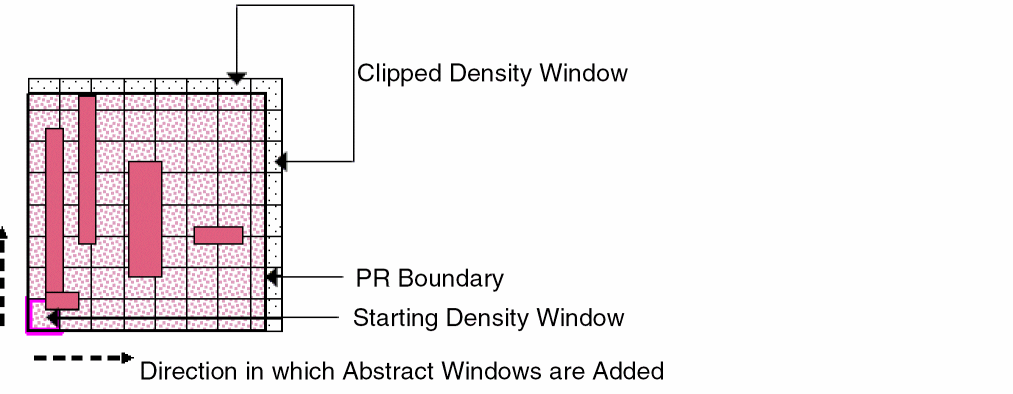 Clipped Density Window
PR Boundary
Starting Density Window
Direction in which Abstract Windows are Added